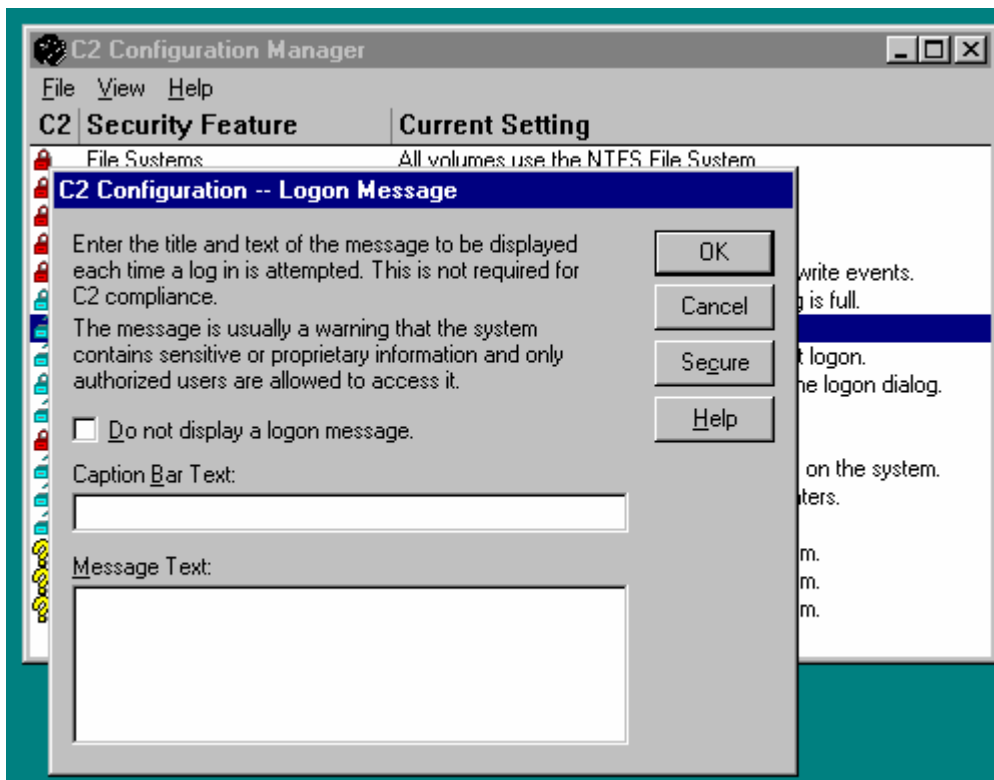 C2 Configuration Manager
File View Help
C2 Security Feature Current Setting
File Systems All volumes use the NTFS File System
C2 Configuration -- Logon Message
Enter the title and text of the message to be displayed
each time a log in is attempted. This is not required for
C2 compliance.
The message is usually a warning that the system
contains sensitive or proprietary information and only
authorized users are allowed to access it.
Do not display a logon message.
Caption Bar Text:
Message Text:
OK
Cancel
Secure
Help
write events.
is full.
logon.
logon dialog.
on the system.